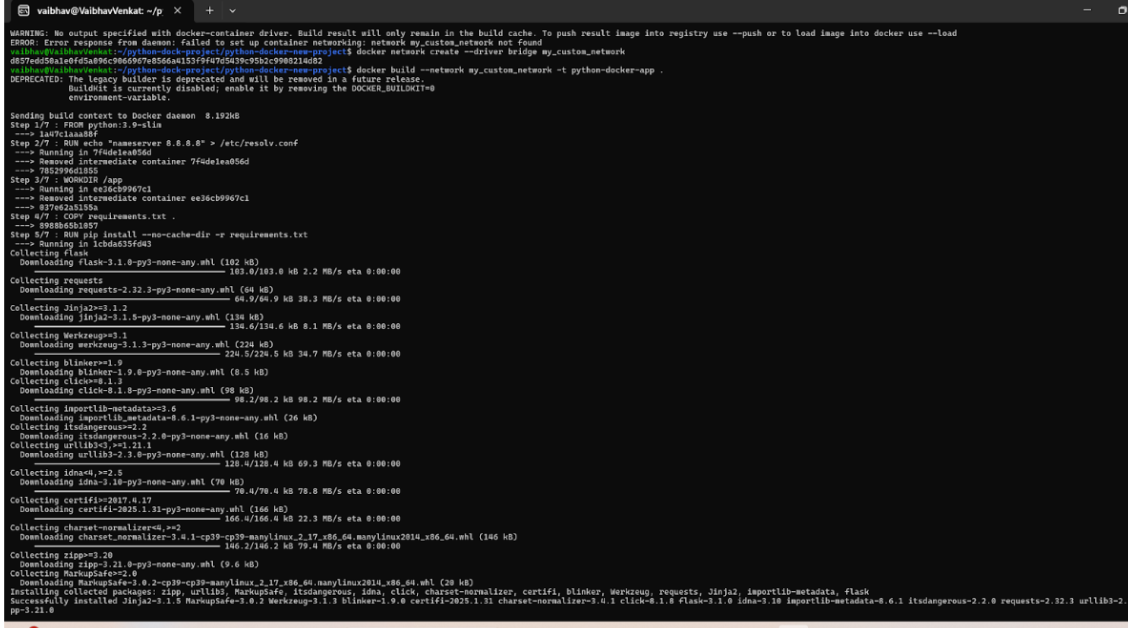 vaibhav@VaibhavVenkat: ~/p
WARNING: No output specified with docker-container driver. Build result will only remain in the build cache. To push result image into registry use --push or to load image into docker use --load
ERROR: Error response from daemon: failed to set up container networking: network my_custom_network not found
vaibhav@VaibhavVenkat:~/python-dock-project/python-docker-new-project$ docker network create --driver bridge my_custom_network
d857edd50a1e0fd5a096c9066967e8566a4153f9f47d5439c95b2c9908214d82
vaibhav@VaibhavVenkat:~/python-dock-project/python-docker-new-project$ docker build --network my_custom_network -t python-docker-app .
DEPRECATED: The legacy builder is deprecated and will be removed in a future release.
BuildKit is currently disabled; enable it by removing the DOCKER_BUILDKIT=0
environment-variable.
Sending build context to Docker daemon 8.192kB
Step 1/7 : FROM python:3.9-slim
---> 1a47c1aaa88f
Step 2/7 : RUN echo "nameserver 8.8.8.8" > /etc/resolv.conf
---> Running in 7f4de1ea056d
---> Removed intermediate container 7f4de1ea056d
---> 7852996d1855
Step 3/7 : WORKDIR /app
---> Running in ee36cb9967c1
---> Removed intermediate container ee36cb9967c1
---> 037e62a5155a
Step 4/7 : COPY requirements.txt .
---> 8988b65b1057
Step 5/7 : RUN pip install --no-cache-dir -r requirements.txt
---> Running in 1cbda635fd43
Collecting flask
Downloading flask-3.1.0-py3-none-any.whl (102 kB)
103.0/103.0 kB 2.2 MB/s eta 0:00:00
Collecting requests
Downloading requests-2.32.3-py3-none-any.whl (64 kB)
64.9/64.9 kB 38.3 MB/s eta 0:00:00
Collecting Jinja2>=3.1.2
Downloading jinja2-3.1.5-py3-none-any.whl (134 kB)
134.6/134.6 kB 8.1 MB/s eta 0:00:00
Collecting Werkzeug>=3.1
Downloading werkzeug-3.1.3-py3-none-any.whl (224 kB)
224.5/224.5 kB 34.7 MB/s eta 0:00:00
Collecting blinker>=1.9
Downloading blinker-1.9.0-py3-none-any.whl (8.5 kB)
Collecting click>=8.1.3
Downloading click-8.1.8-py3-none-any.whl (98 kB)
98.2/98.2 kB 98.2 MB/s eta 0:00:00
Collecting importlib-metadata>=3.6
Downloading importlib_metadata-8.6.1-py3-none-any.whl (26 kB)
Collecting itsdangerous>=2.2
Downloading itsdangerous-2.2.0-py3-none-any.whl (16 kB)
Collecting urllib3<3,>=1.21.1
Downloading urllib3-2.3.0-py3-none-any.whl (128 kB)
128.4/128.4 kB 69.3 MB/s eta 0:00:00
Collecting idna<4,>=2.5
Downloading idna-3.10-py3-none-any.whl (70 kB)
70.4/70.4 kB 78.8 MB/s eta 0:00:00
Collecting certifi>=2017.4.17
Downloading certifi-2025.1.31-py3-none-any.whl (166 kB)
166.4/166.4 kB 22.3 MB/s eta 0:00:00
Collecting charset-normalizer<4,>=2
Downloading charset_normalizer-3.4.1-cp39-cp39-manylinux_2_17_x86_64.manylinux2014_x86_64.whl (146 kB)
146.2/146.2 kB 79.4 MB/s eta 0:00:00
Collecting zipp>=3.20
Downloading zipp-3.21.0-py3-none-any.whl (9.6 kB)
Collecting MarkupSafe>=2.0
Downloading MarkupSafe-3.0.2-cp39-cp39-manylinux_2_17_x86_64.manylinux2014_x86_64.whl (20 kB)
Installing collected packages: zipp, urllib3, MarkupSafe, itsdangerous, idna, click, charset-normalizer, certifi, blinker, Werkzeug, requests, Jinja2, importlib-metadata, flask
Successfully installed Jinja2-3.1.5 MarkupSafe-3.0.2 Werkzeug-3.1.3 blinker-1.9.0 certifi-2025.1.31 charset-normalizer-3.4.1 click-8.1.8 flask-3.1.0 idna-3.10 importlib-metadata-8.6.1 itsdangerous-2.2.0 requests-2.32.3 urllib3-2.
pp-3.21.0